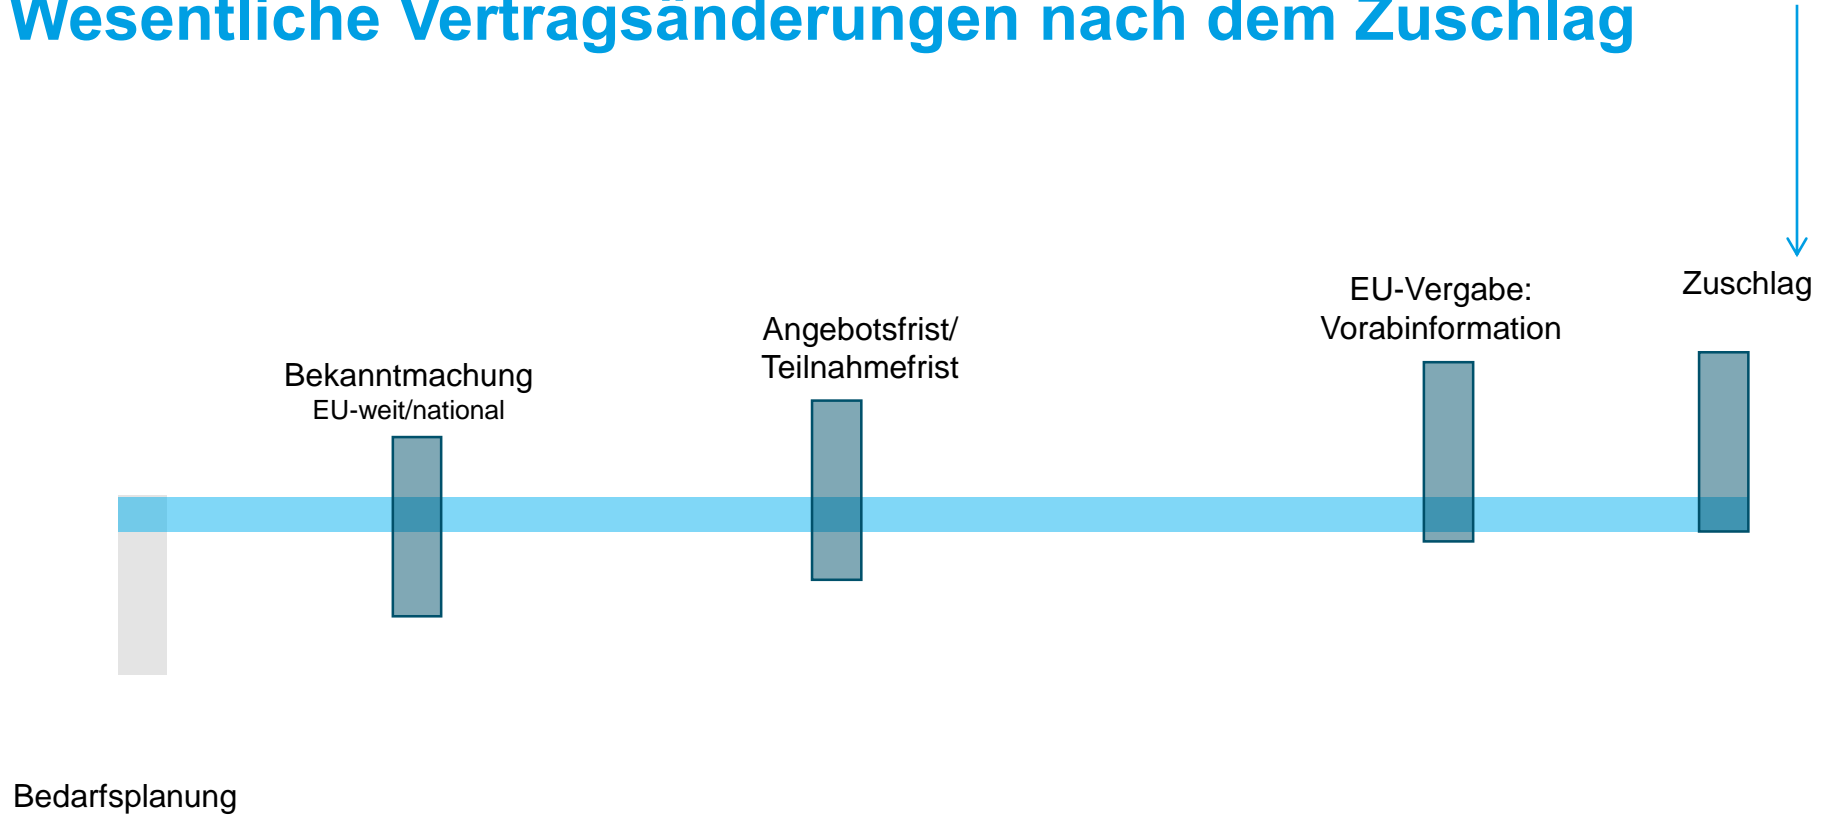 Wesentliche Vertragsänderungen nach dem Zuschlag
Zuschlag
EU-Vergabe:
Vorabinformation
Angebotsfrist/
Teilnahmefrist
Bekanntmachung
EU-weit/national
Bedarfsplanung